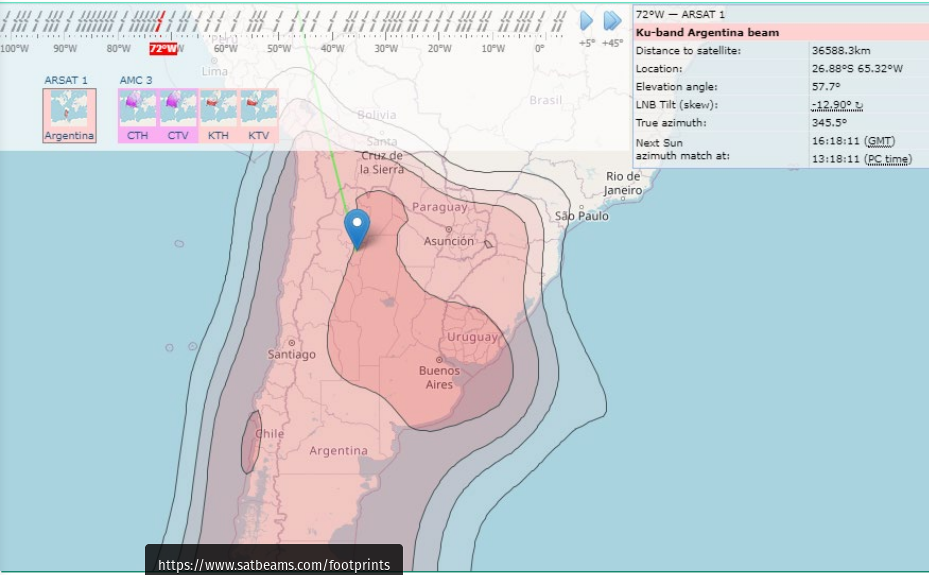 100°W 90°W 80°W 72°W 60°W 50°W 40°W 30°W 20°W 10°W 0°
+5° +45°
ARSAT 1
Argentina
AMC 3
CTH CTV KTH KTV
72°W — ARSAT 1
Ku-band Argentina beam
Distance to satellite: 36588.3km
Location: 26.88°S 65.32°W
Elevation angle: 57.7°
LNB Tilt (skew): -12.90° ↻
True azimuth: 345.5°
Next Sun
azimuth match at:
16:18:11 (GMT)
13:18:11 (PC time)
Lima
Brasil
Bolivia
Santa
Cruz de
la Sierra
Rio de
Janeiro
São Paulo
Paraguay
Asunción
Uruguay
Santiago
Buenos
Aires
Chile
Argentina
https://www.satbeams.com/footprints